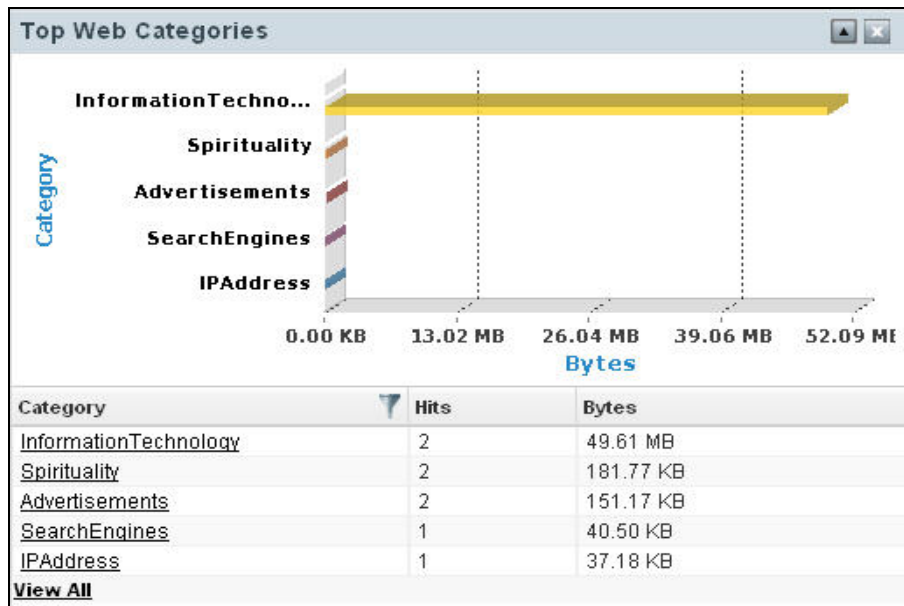 Top Web Categories
InformationTechno...
Spirituality
Advertisements
SearchEngines
IPAddress
Category
0.00 KB 13.02 MB 26.04 MB 39.06 MB 52.09 ME
Bytes
Category Hits Bytes
InformationTechnology 2 49.61 MB
Spirituality 2 181.77 KB
Advertisements 2 151.17 KB
SearchEngines 1 40.50 KB
IPAddress 1 37.18 KB
View All